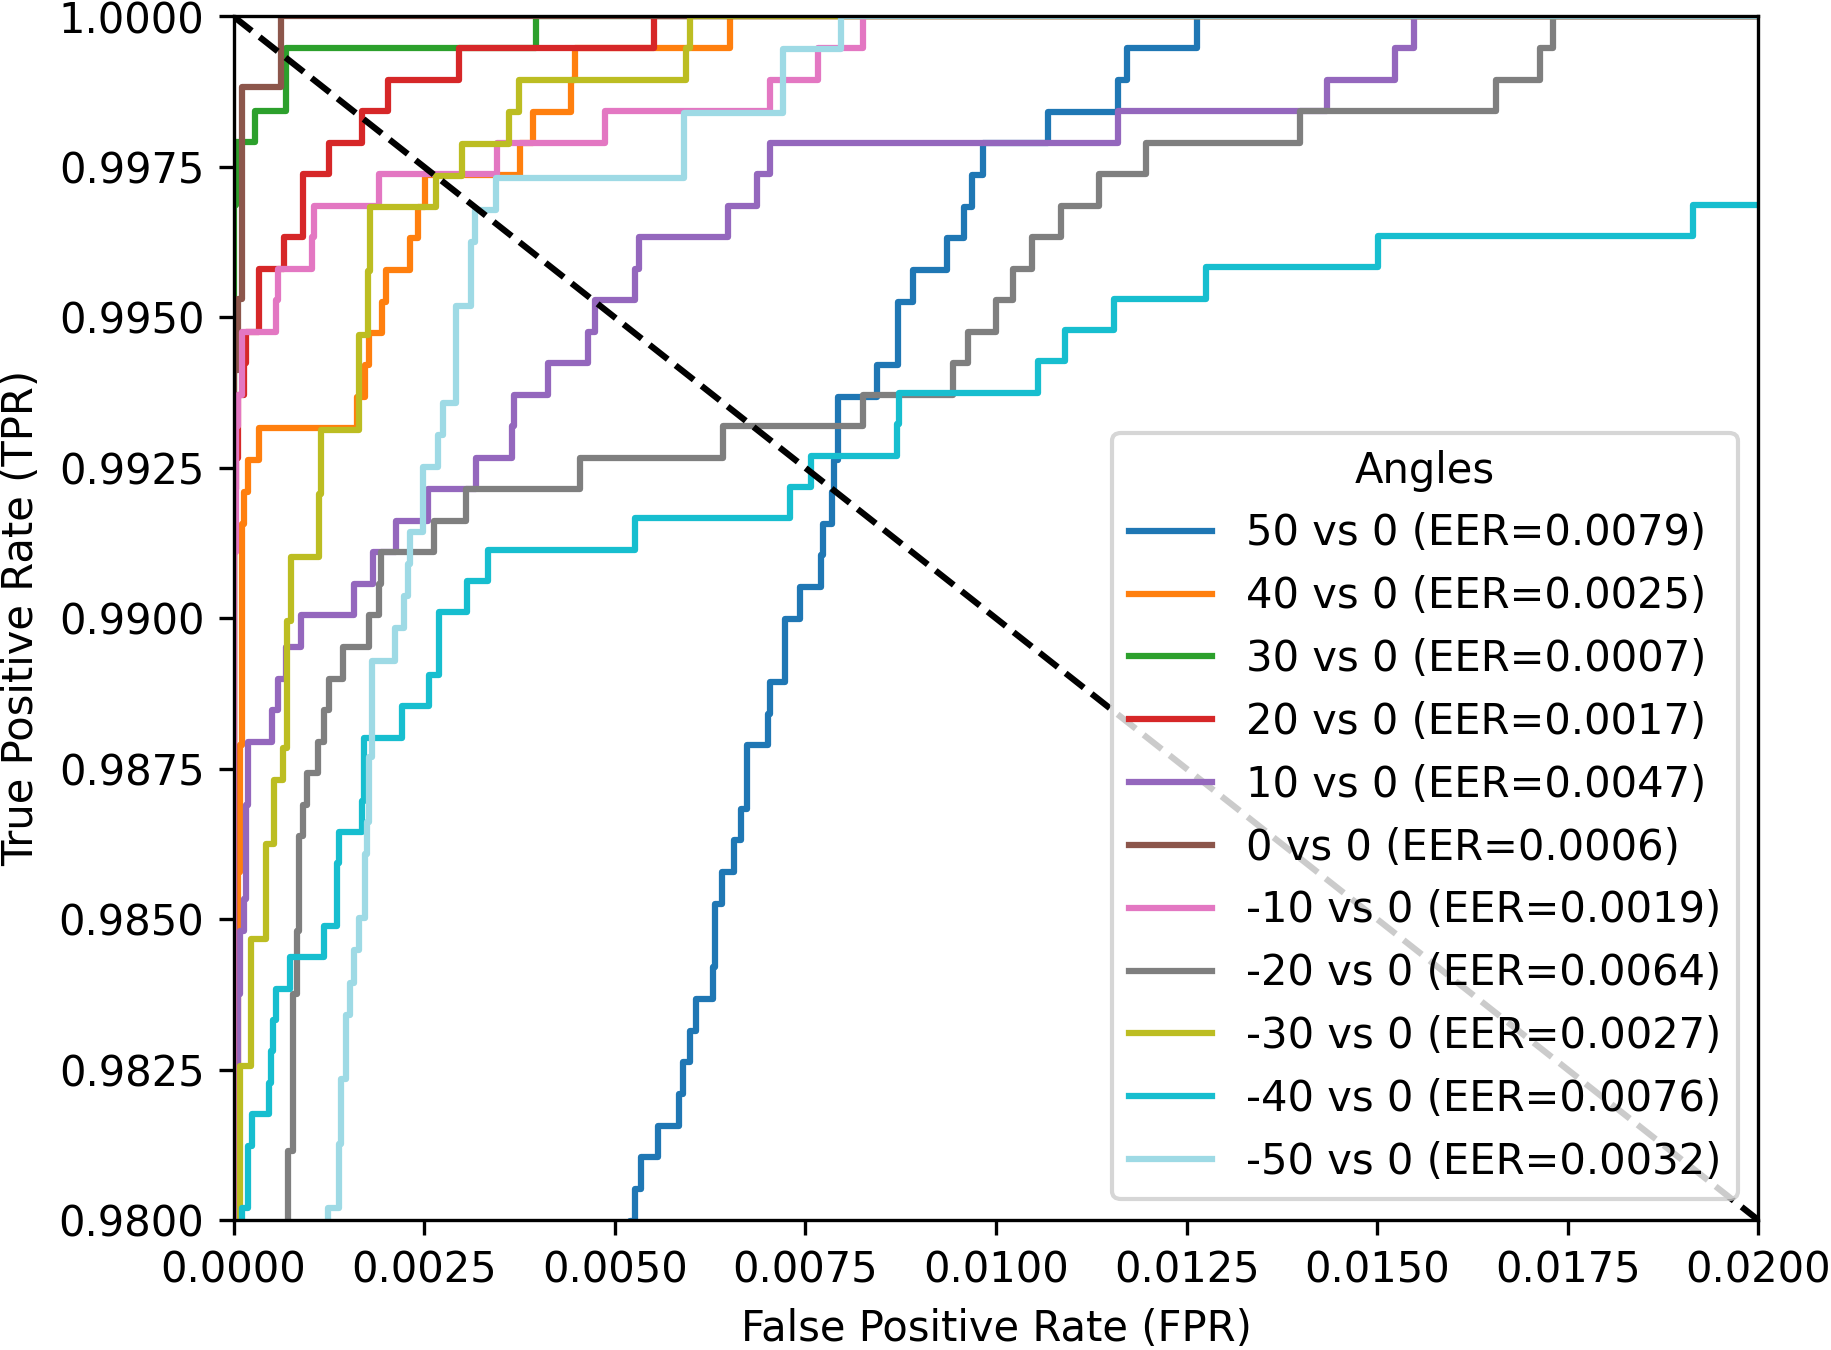 1.0000
0.9975
0.9950
0.9925
0.9900
0.9875
0.9850
0.9825
0.9800
True Positive Rate (TPR)
Angles
50 vs 0 (EER=0.0079)
40 vs 0 (EER=0.0025)
30 vs 0 (EER=0.0007)
20 vs 0 (EER=0.0017)
10 vs 0 (EER=0.0047)
0 vs 0 (EER=0.0006)
-10 vs 0 (EER=0.0019)
-20 vs 0 (EER=0.0064)
-30 vs 0 (EER=0.0027)
-40 vs 0 (EER=0.0076)
-50 vs 0 (EER=0.0032)
0.0000 0.0025 0.0050 0.0075 0.0100 0.0125 0.0150 0.0175 0.0200
False Positive Rate (FPR)